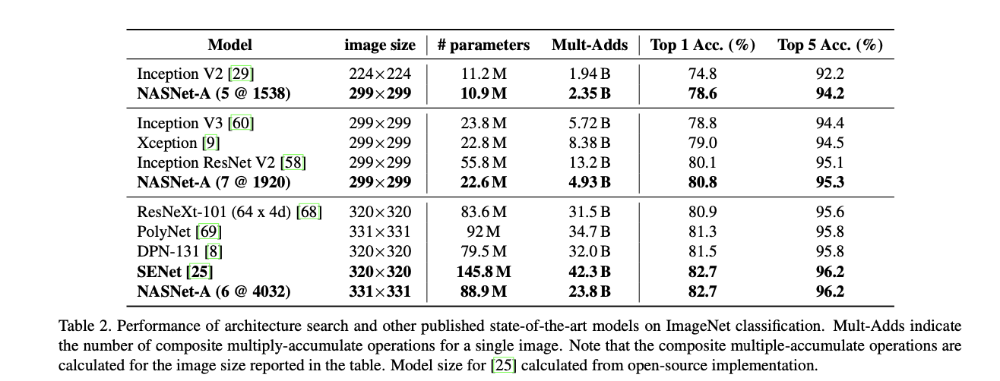 Model image size # parameters Mult-Adds Top 1 Acc. (%) Top 5 Acc. (%)
Inception V2 [29] 224×224 11.2 M 1.94 B 74.8 92.2
NASNet-A (5 @ 1538) 299×299 10.9 M 2.35 B 78.6 94.2
Inception V3 [60] 299×299 23.8 M 5.72 B 78.8 94.4
Xception [9] 299×299 22.8 M 8.38 B 79.0 94.5
Inception ResNet V2 [58] 299×299 55.8 M 13.2 B 80.1 95.1
NASNet-A (7 @ 1920) 299×299 22.6 M 4.93 B 80.8 95.3
ResNeXt-101 (64 x 4d) [68] 320×320 83.6 M 31.5 B 80.9 95.6
PolyNet [69] 331×331 92 M 34.7 B 81.3 95.8
DPN-131 [8] 320×320 79.5 M 32.0 B 81.5 95.8
SENet [25] 320×320 145.8 M 42.3 B 82.7 96.2
NASNet-A (6 @ 4032) 331×331 88.9 M 23.8 B 82.7 96.2
Table 2. Performance of architecture search and other published state-of-the-art models on ImageNet classification. Mult-Adds indicate
the number of composite multiply-accumulate operations for a single image. Note that the composite multiple-accumulate operations are
calculated for the image size reported in the table. Model size for [25] calculated from open-source implementation.